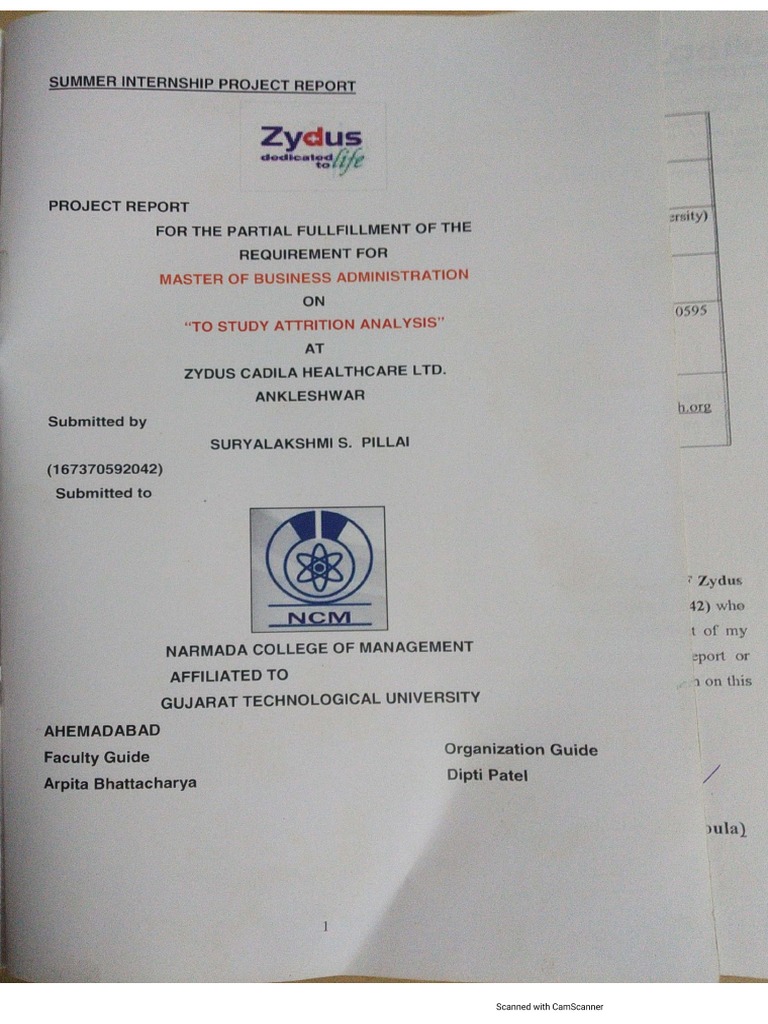 SUMMER INTERNSHIP PROJECT REPORT
Zydus
dedicated
to life
PROJECT REPORT
FOR THE PARTIAL FULLFILLMENT OF THE
REQUIREMENT FOR
MASTER OF BUSINESS ADMINISTRATION
ON
“TO STUDY ATTRITION ANALYSIS”
AT
ZYDUS CADILA HEALTHCARE LTD.
ANKLESHWAR
Submitted by
SURYALAKSHMI S. PILLAI
(167370592042)
Submitted to
NCM
NARMADA COLLEGE OF MANAGEMENT
AFFILIATED TO
GUJARAT TECHNOLOGICAL UNIVERSITY
AHEMADABAD
Faculty Guide
Organization Guide
Arpita Bhattacharya
Dipti Patel
1
ersity)
0595
h.org
Zydus
42) who
t of my
eport or
n on this
oula)
Scanned with CamScanner